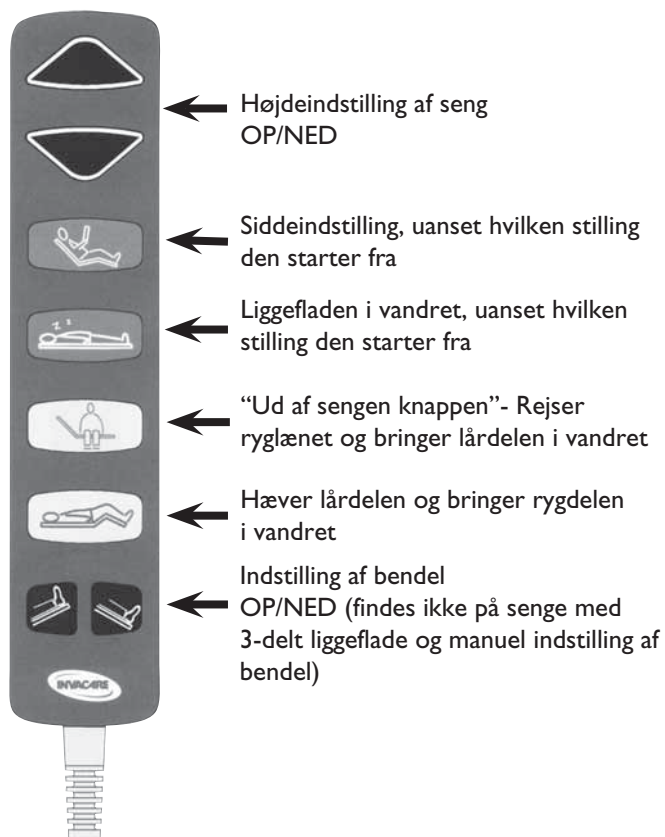 Højdeindstilling af seng
OP/NED
Siddeindstilling, uanset hvilken stilling
den starter fra
z z
Liggefladen i vandret, uanset hvilken
stilling den starter fra
“Ud af sengen knappen”- Rejser
ryglænet og bringer lårdelen i vandret
Hæver lårdelen og bringer rygdelen
i vandret
Indstilling af bendel
OP/NED (findes ikke på senge med
3-delt liggeflade og manuel indstilling af
bendel)
INVACARE